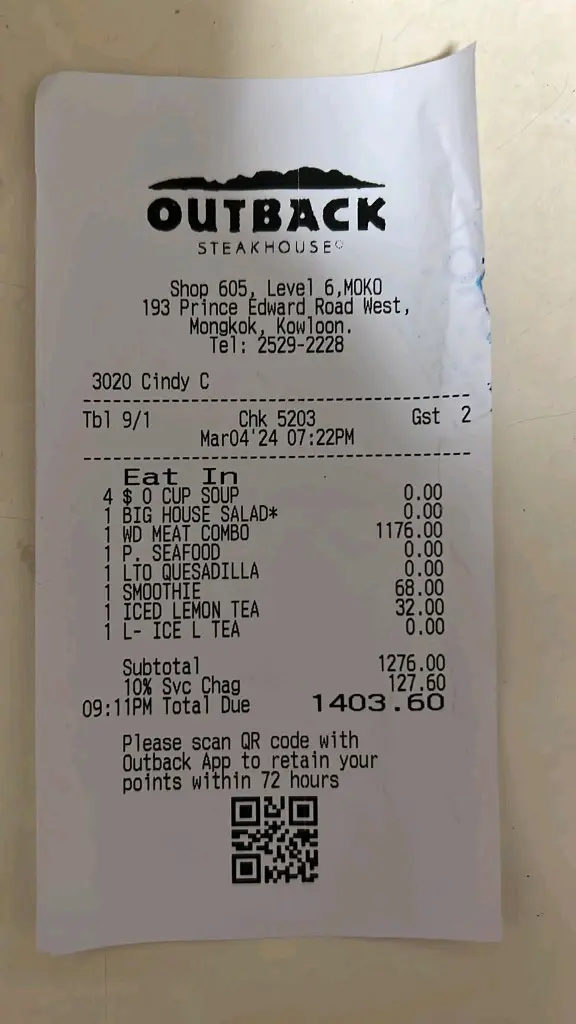 OUTBACK
STEAKHOUSE
Shop 605, Level 6,MOKO
193 Prince Edward Road West,
Mongkok, Kowloon.
Tel: 2529-2228
3020 Cindy C
Tbl 9/1 Chk 5203 Gst 2
Mar04'24 07:22PM
Eat In
4 $ 0 CUP SOUP 0.00
1 BIG HOUSE SALAD* 0.00
1 WD MEAT COMBO 1176.00
1 P. SEAFOOD 0.00
1 LTO QUESADILLA 0.00
1 SMOOTHIE 68.00
1 ICED LEMON TEA 32.00
1 L- ICE L TEA 0.00
Subtotal 1276.00
10% Svc Chag 127.60
09:11PM Total Due 1403.60
Please scan QR code with
Outback App to retain your
points within 72 hours